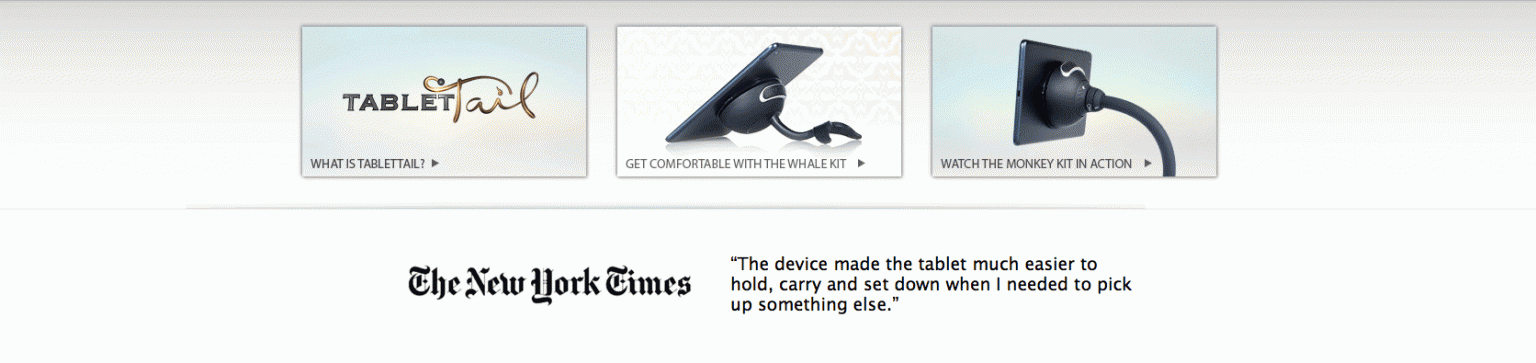 TABLETTail
WHAT IS TABLETTAIL?
GET COMFORTABLE WITH THE WHALE KIT
WATCH THE MONKEY KIT IN ACTION
The New York Times
“The device made the tablet much easier to
hold, carry and set down when I needed to pick
up something else.”